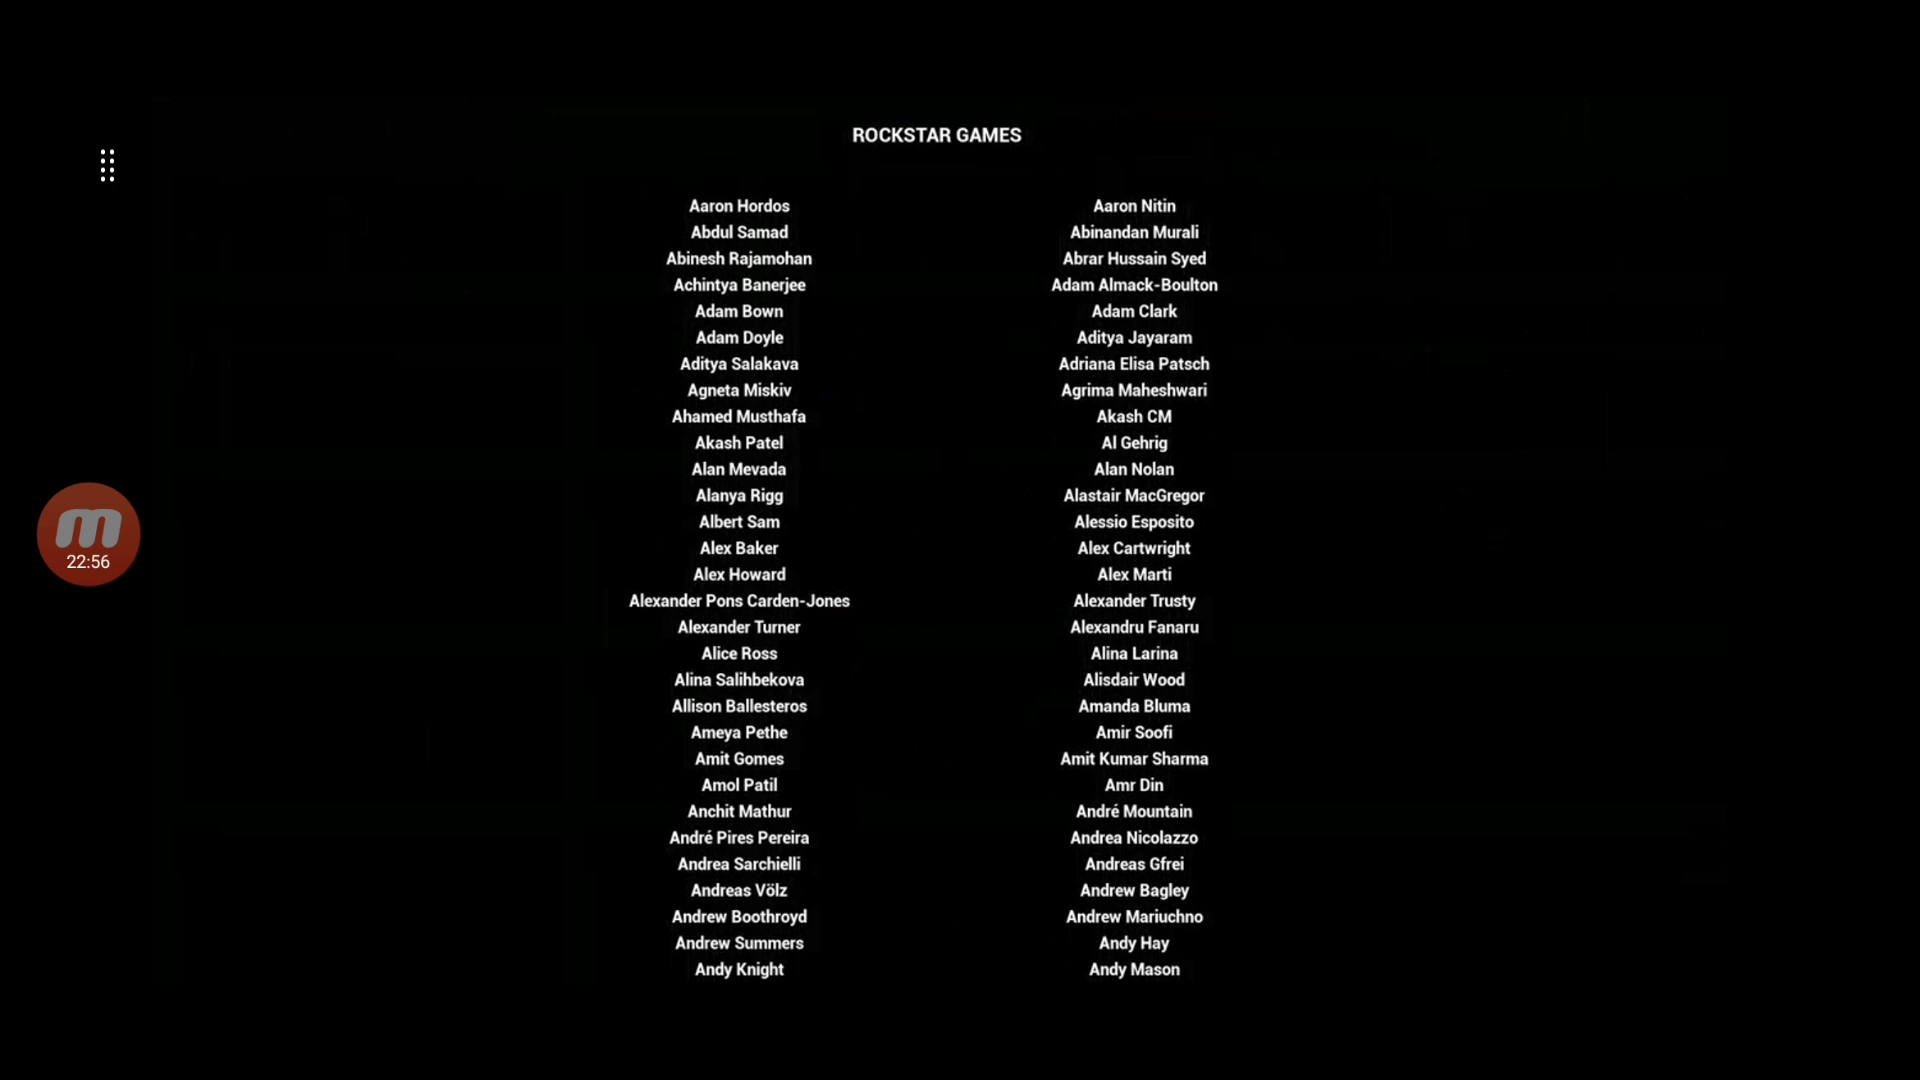 ROCKSTAR GAMES
Aaron Hordos Aaron Nitin
Abdul Samad Abinandan Murali
Abinesh Rajamohan Abrar Hussain Syed
Achintya Banerjee Adam Almack-Boulton
Adam Bown Adam Clark
Adam Doyle Aditya Jayaram
Aditya Salakava Adriana Elisa Patsch
Agneta Miskiv Agrima Maheshwari
Ahamed Musthafa Akash CM
Akash Patel Al Gehrig
Alan Mevada Alan Nolan
Alanya Rigg Alastair MacGregor
Albert Sam Alessio Esposito
Alex Baker Alex Cartwright
Alex Howard Alex Marti
Alexander Pons Carden-Jones Alexander Trusty
Alexander Turner Alexandru Fanaru
Alice Ross Alina Larina
Alina Salihbekova Alisdair Wood
Allison Ballesteros Amanda Bluma
Ameya Pethe Amir Soofi
Amit Gomes Amit Kumar Sharma
Amol Patil Amr Din
Anchit Mathur André Mountain
André Pires Pereira Andrea Nicolazzo
Andrea Sarchielli Andreas Gfrei
Andreas Völz Andrew Bagley
Andrew Boothroyd Andrew Mariuchno
Andrew Summers Andy Hay
Andy Knight Andy Mason
m
22:56